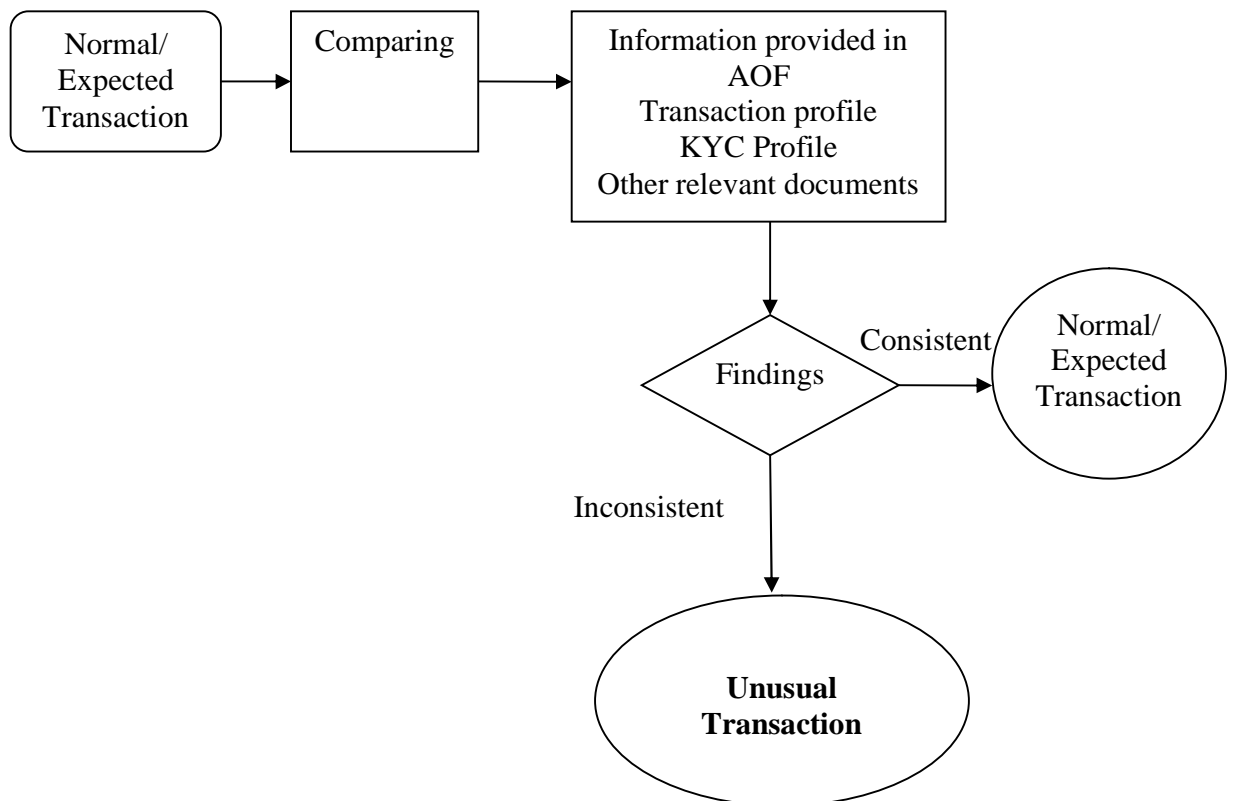 Normal/
Expected
Transaction
Comparing
Information provided in
AOF
Transaction profile
KYC Profile
Other relevant documents
Findings
Consistent
Normal/
Expected
Transaction
Inconsistent
Unusual
Transaction